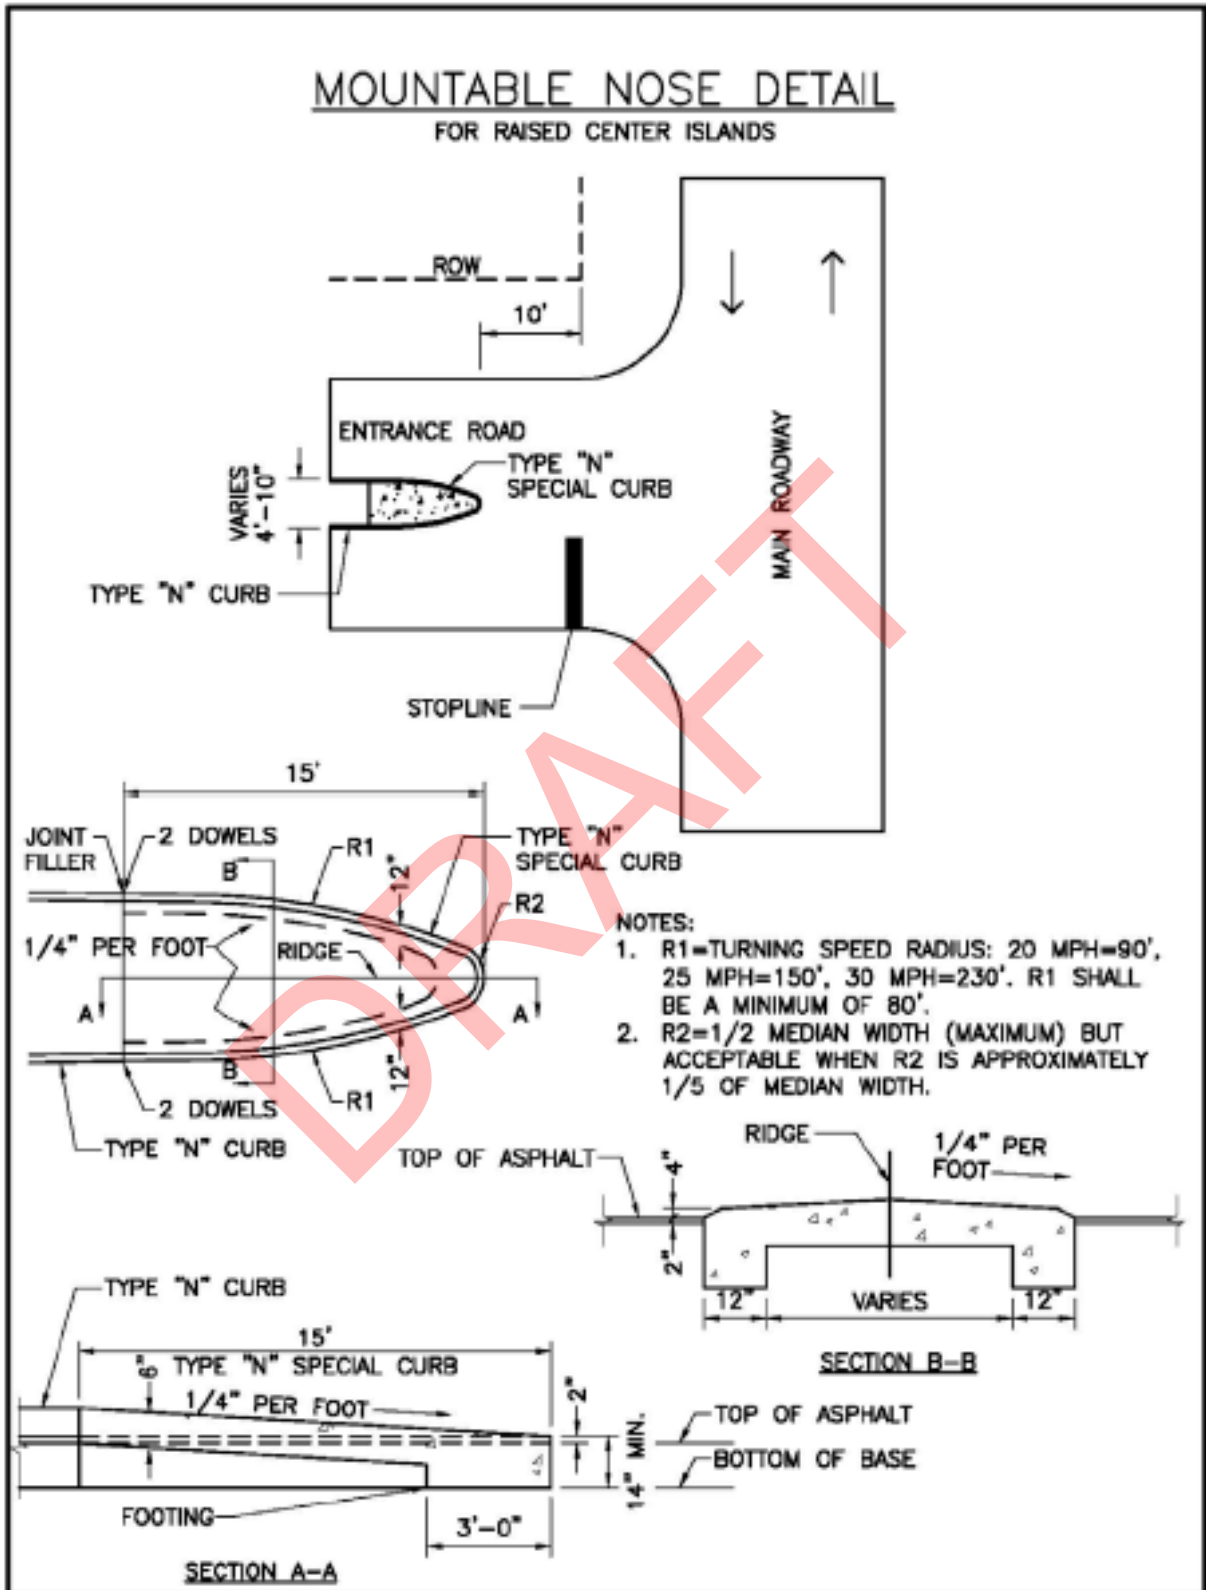 MOUNTABLE NOSE DETAIL
FOR RAISED CENTER ISLANDS
ROW
10'
ENTRANCE ROAD
TYPE "N"
SPECIAL CURB
VARIES
4'-10"
MAIN ROADWAY
TYPE "N" CURB
STOPLINE
DRAFT
15'
JOINT
FILLER
2 DOWELS
B
R1
12"
TYPE "N"
SPECIAL CURB
R2
1/4" PER FOOT
RIDGE
A
A
B
12"
R1
2 DOWELS
TYPE "N" CURB
NOTES:
1. R1=TURNING SPEED RADIUS: 20 MPH=90',
25 MPH=150', 30 MPH=230'. R1 SHALL
BE A MINIMUM OF 80'.
2. R2=1/2 MEDIAN WIDTH (MAXIMUM) BUT
ACCEPTABLE WHEN R2 IS APPROXIMATELY
1/5 OF MEDIAN WIDTH.
RIDGE
1/4" PER
FOOT
TOP OF ASPHALT
4"
2"
12"
VARIES
12"
SECTION B-B
TYPE "N" CURB
15'
6"
TYPE "N" SPECIAL CURB
1/4" PER FOOT
2"
14" MIN.
TOP OF ASPHALT
BOTTOM OF BASE
FOOTING
3'-0"
SECTION A-A